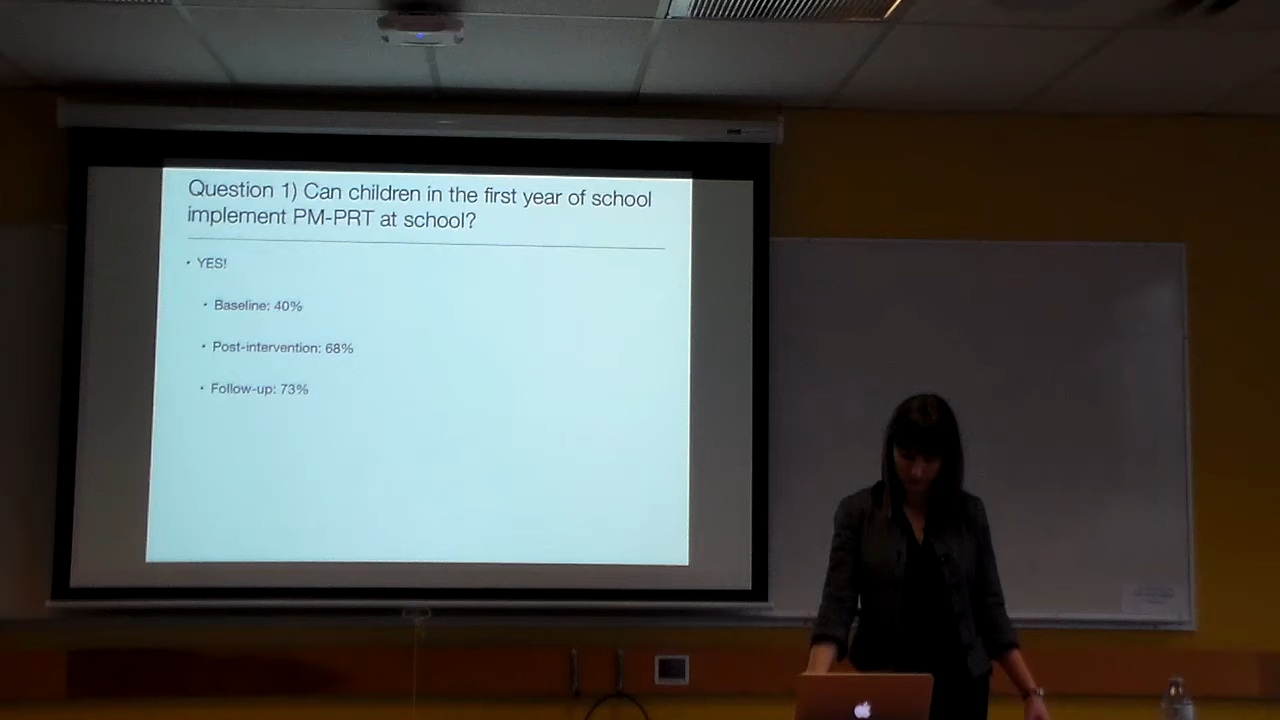 Question 1) Can children in the first year of school
implement PM-PRT at school?
• YES!
• Baseline: 40%
• Post-intervention: 68%
• Follow-up: 73%